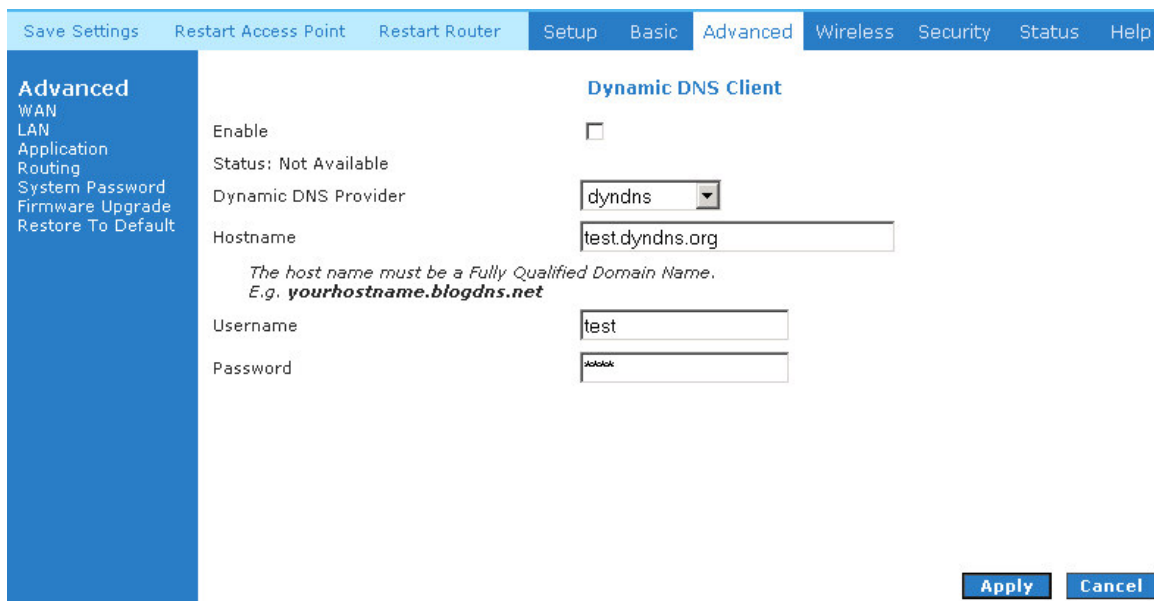 Save Settings Restart Access Point Restart Router Setup Basic Advanced Wireless Security Status Help
Advanced
WAN
LAN
Application
Routing
System Password
Firmware Upgrade
Restore To Default
Dynamic DNS Client
Enable
Status: Not Available
Dynamic DNS Provider dyndns
Hostname test.dyndns.org
The host name must be a Fully Qualified Domain Name.
E.g. yourhostname.blogdns.net
Username test
Password ****
Apply Cancel